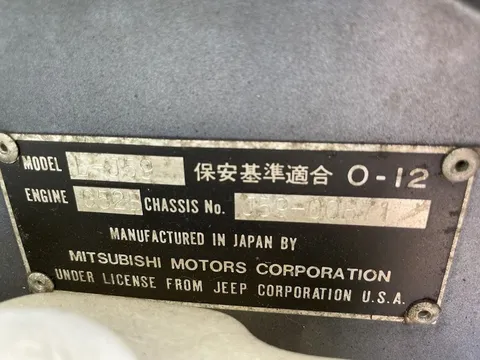 MODEL 保安基準適合 O-12
ENGINE CHASSIS No.
MANUFACTURED IN JAPAN BY
MITSUBISHI MOTORS CORPORATION
UNDER LICENSE FROM JEEP CORPORATION U.S.A.